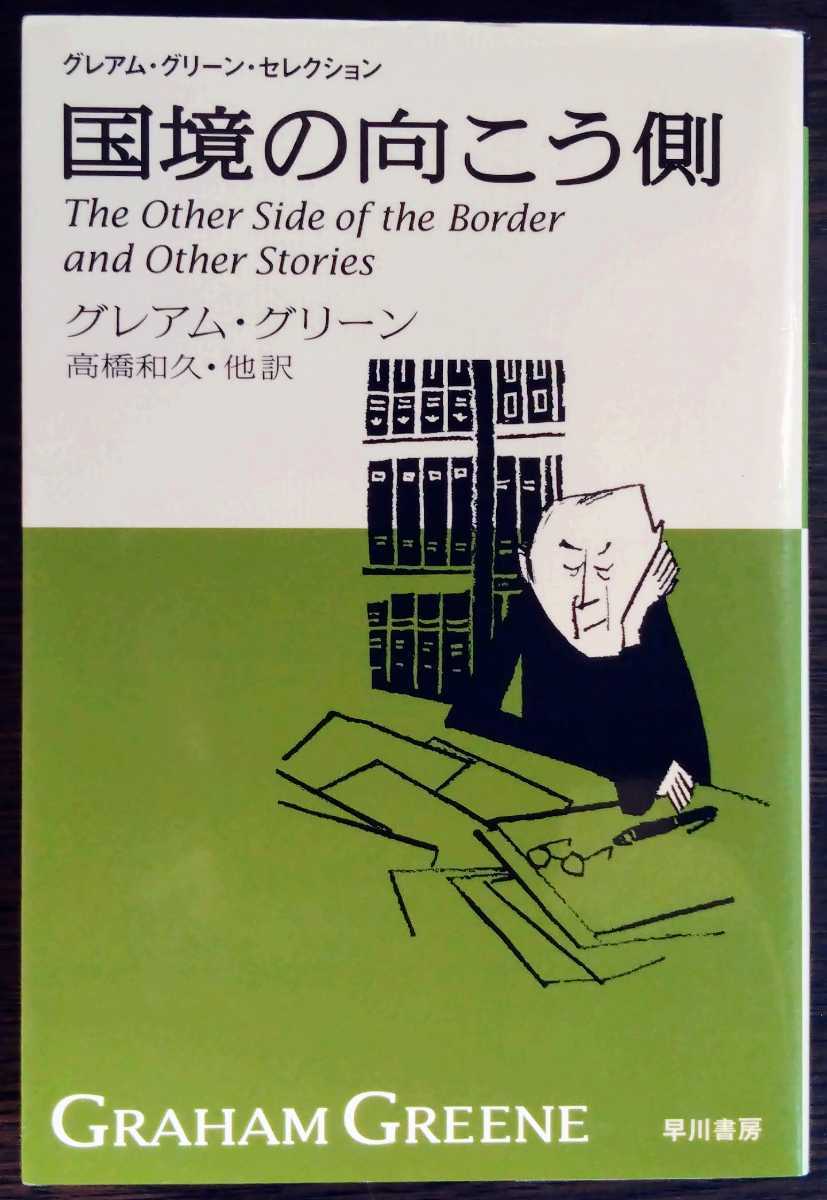 グレアム・グリーン・セレクション
国境の向こう側
The Other Side of the Border
and Other Stories
グレアム・グリーン
高橋和久・他訳
GRAHAM GREENE
早川書房